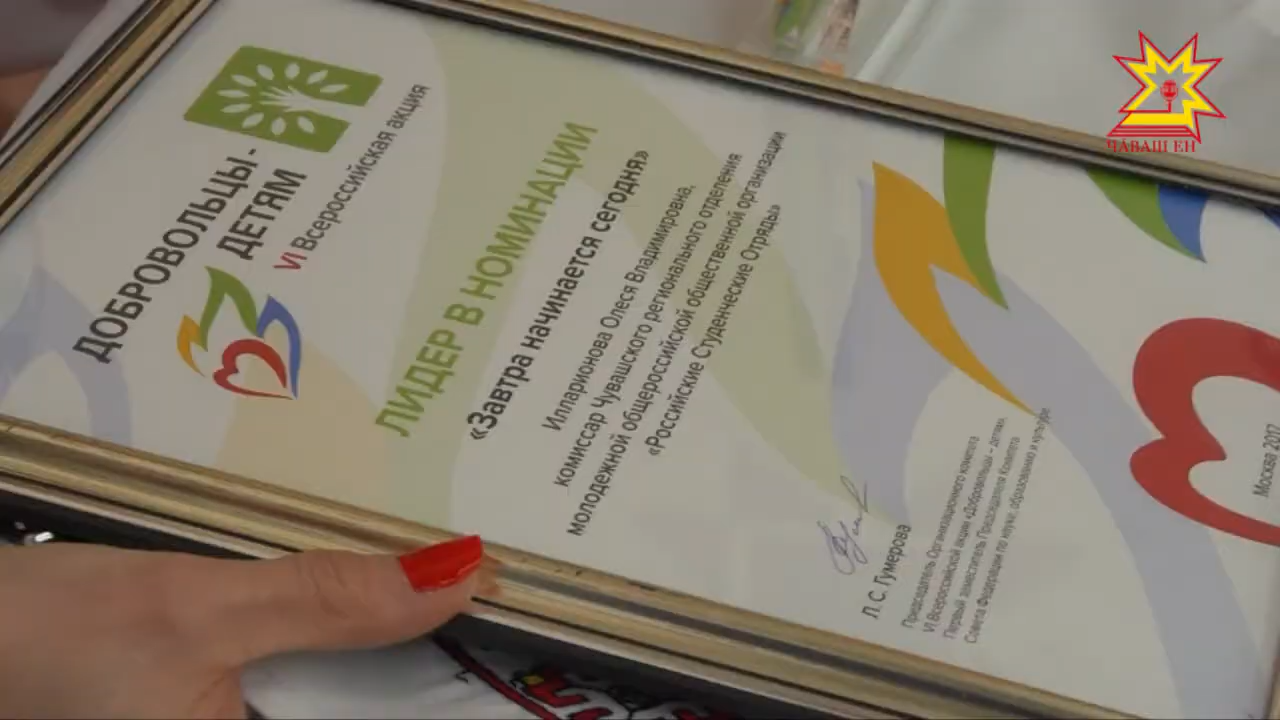 ДОБРОВОЛЬЦЫ -
ДЕТЯМ
VI Всероссийская акция
ЛИДЕР В НОМИНАЦИИ
«Завтра начинается сегодня»
Илларионова Олеся Владимировна,
комиссар Чувашского регионального отделения
молодежной общероссийской общественной организации
«Российские Студенческие Отряды»
Л. С. Гумерова
Председатель Организационного комитета
VI Всероссийской акции «Добровольцы – детям»,
Первый заместитель Председателя Комитета
Совета Федерации по науке, образованию и культуре
Москва 2017
ЧӐВАШ ЕН